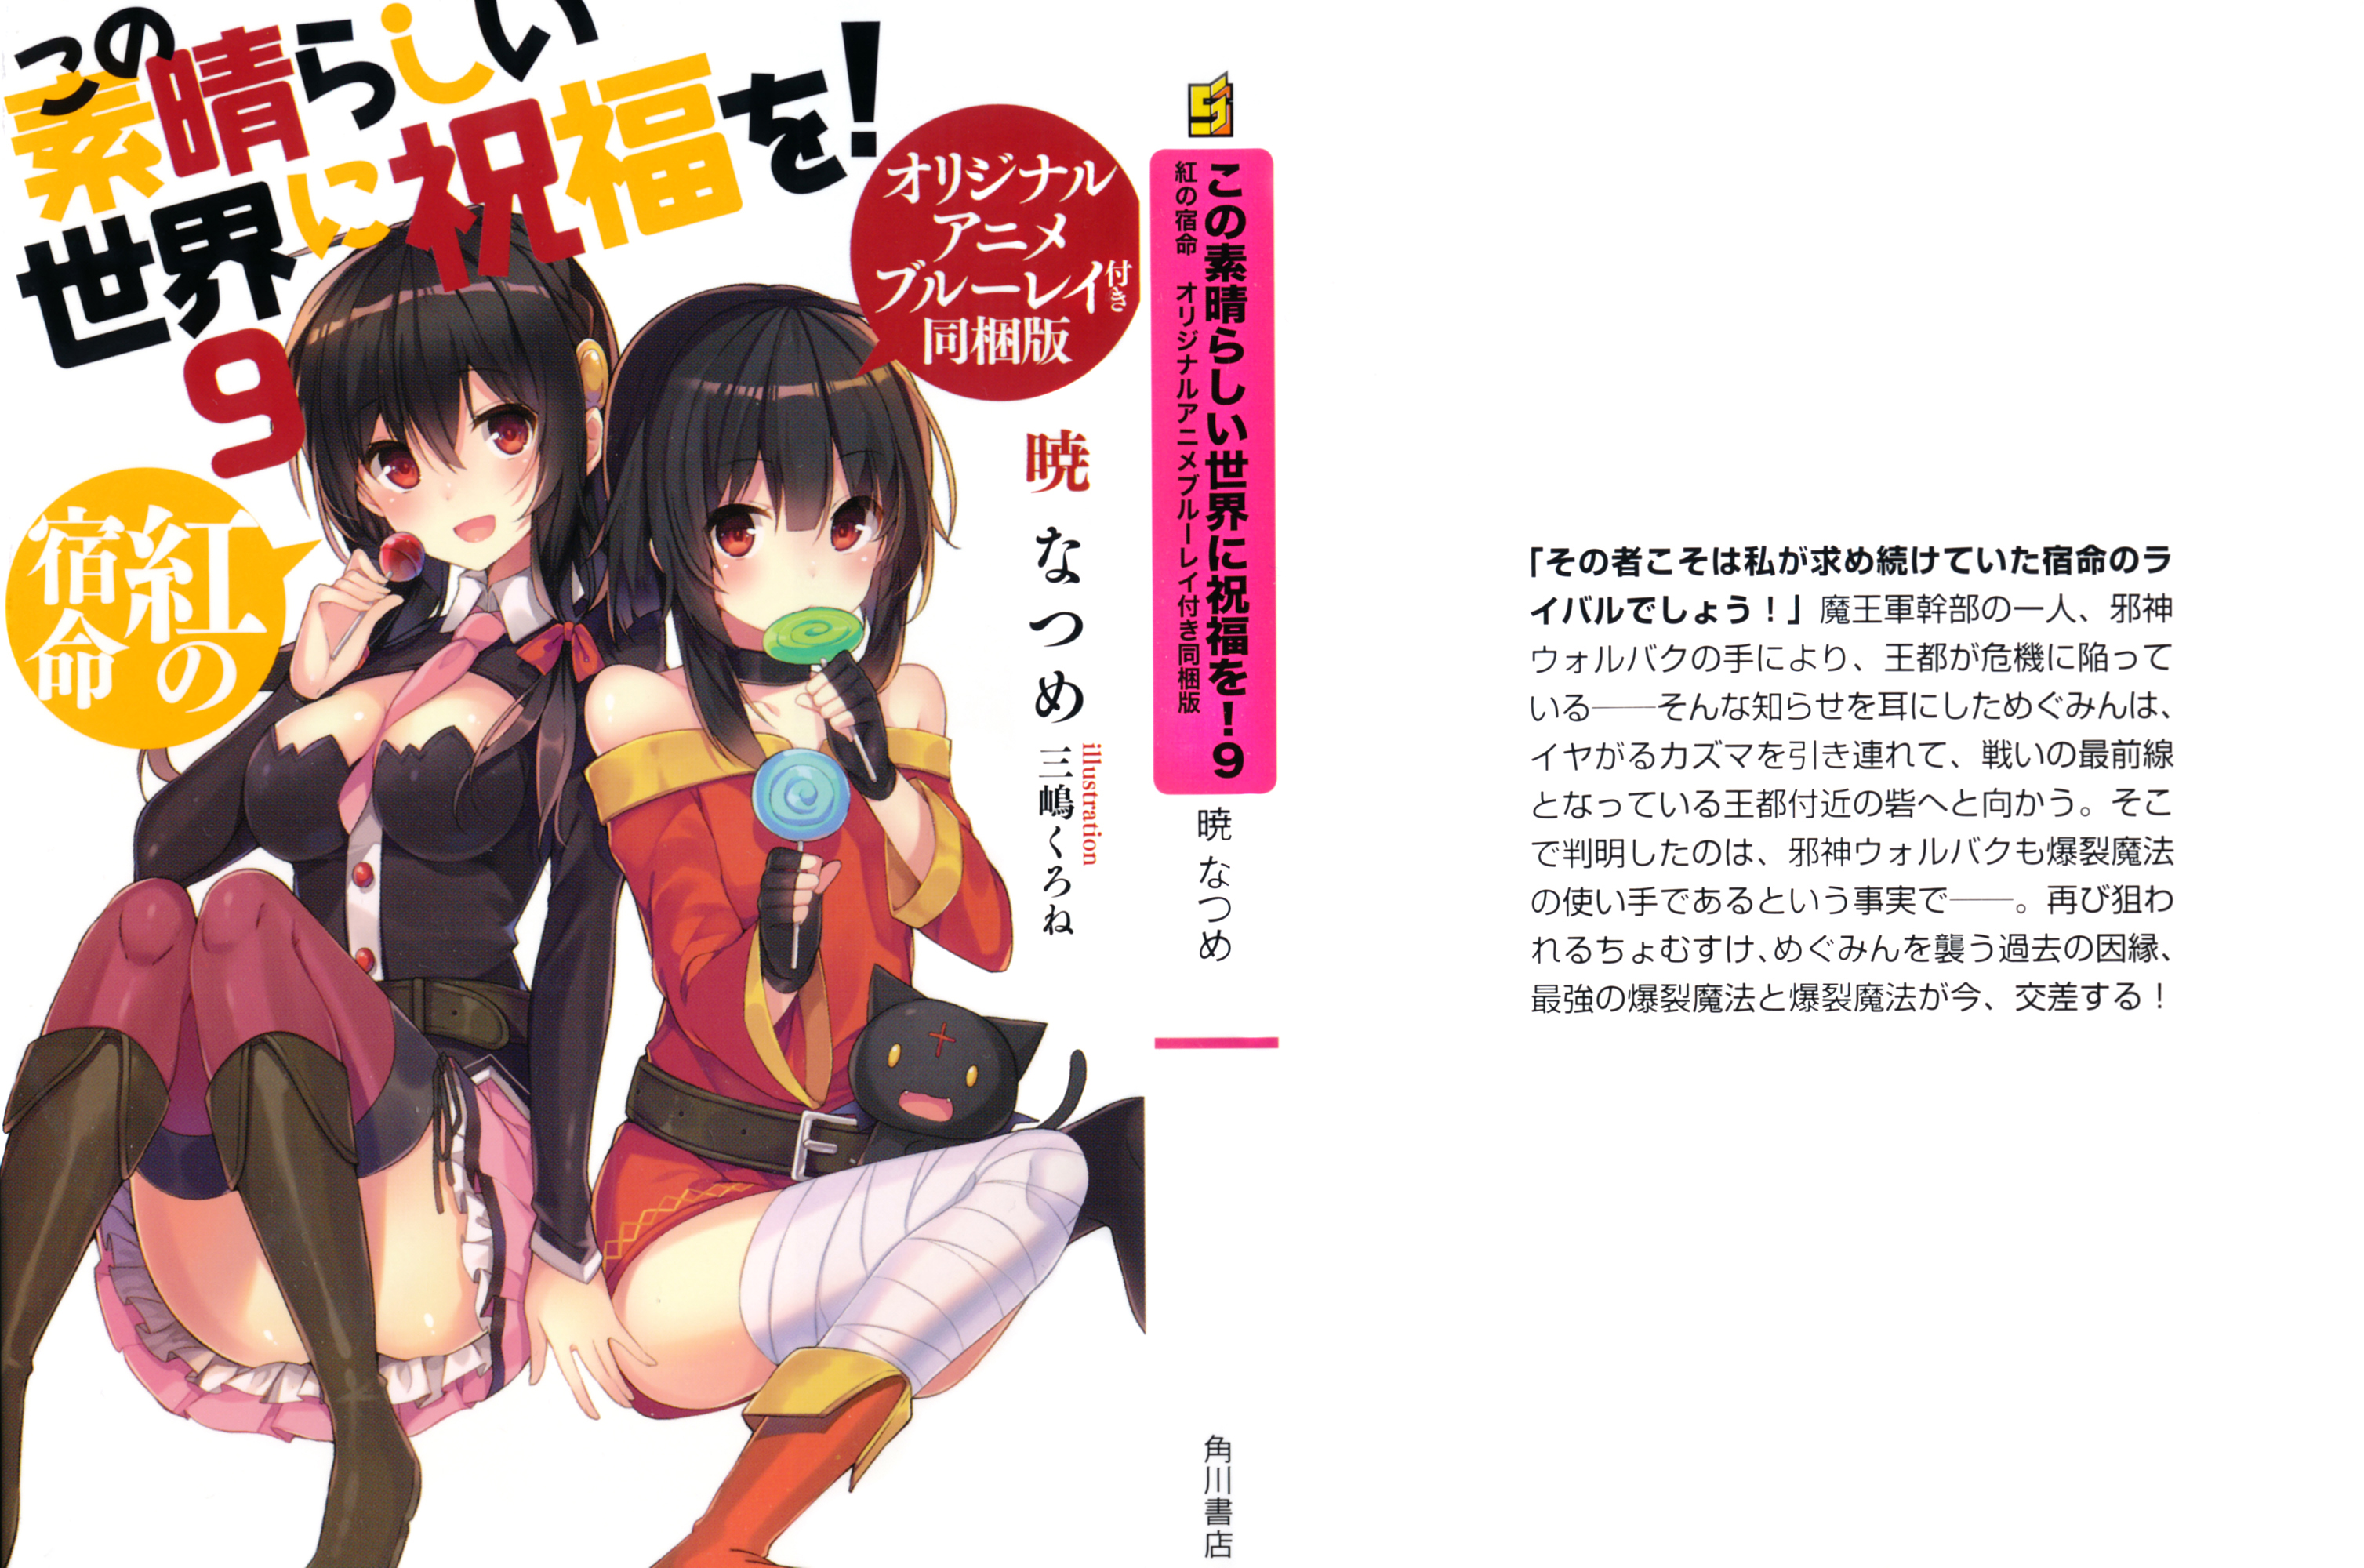 この
素晴らしい
世界に祝福を!
9
紅の
宿命
オリジナル
アニメ
ブルーレイ付き
同梱版
暁 なつめ
illustration
三嶋くろね
この素晴らしい世界に祝福を!9
紅の宿命 オリジナルアニメブルーレイ付き同梱版
暁 なつめ
角川書店
「その者こそは私が求め続けていた宿命のラ
イバルでしょう!」魔王軍幹部の一人、邪神
ウォルバクの手により、王都が危機に陥って
いる──そんな知らせを耳にしためぐみんは、
イヤがるカズマを引き連れて、戦いの最前線
となっている王都付近の砦へと向かう。そこ
で判明したのは、邪神ウォルバクも爆裂魔法
の使い手であるという事実で──。再び狙わ
れるちょむすけ、めぐみんを襲う過去の因縁、
最強の爆裂魔法と爆裂魔法が今、交差する!